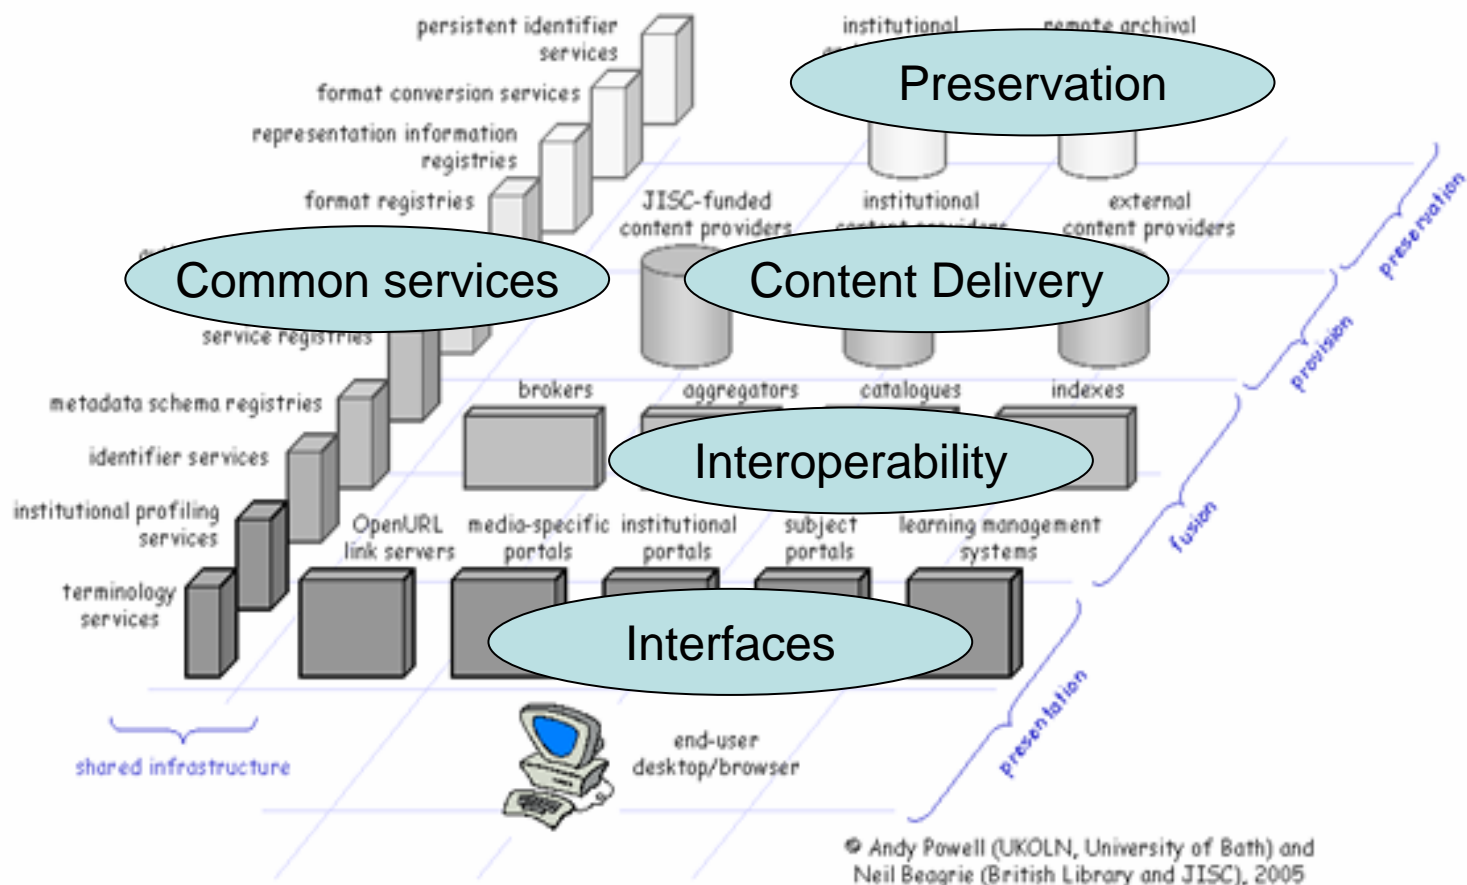 persistent identifier
services
format conversion services
representation information
registries
format registries
Common services
service registries
metadata schema registries
identifier services
institutional profiling
services
terminology
services
shared infrastructure
institutional
remote archival
Preservation
JISC-funded
content providers
institutional
content providers
external
content providers
Content Delivery
brokers
aggregators
catalogues
indexes
Interoperability
OpenURL
link servers
media-specific
portals
institutional
portals
subject
portals
learning management
systems
Interfaces
end-user
desktop/browser
preservation
provision
fusion
presentation
© Andy Powell (UKOLN, University of Bath) and
Neil Beagrie (British Library and JISC), 2005